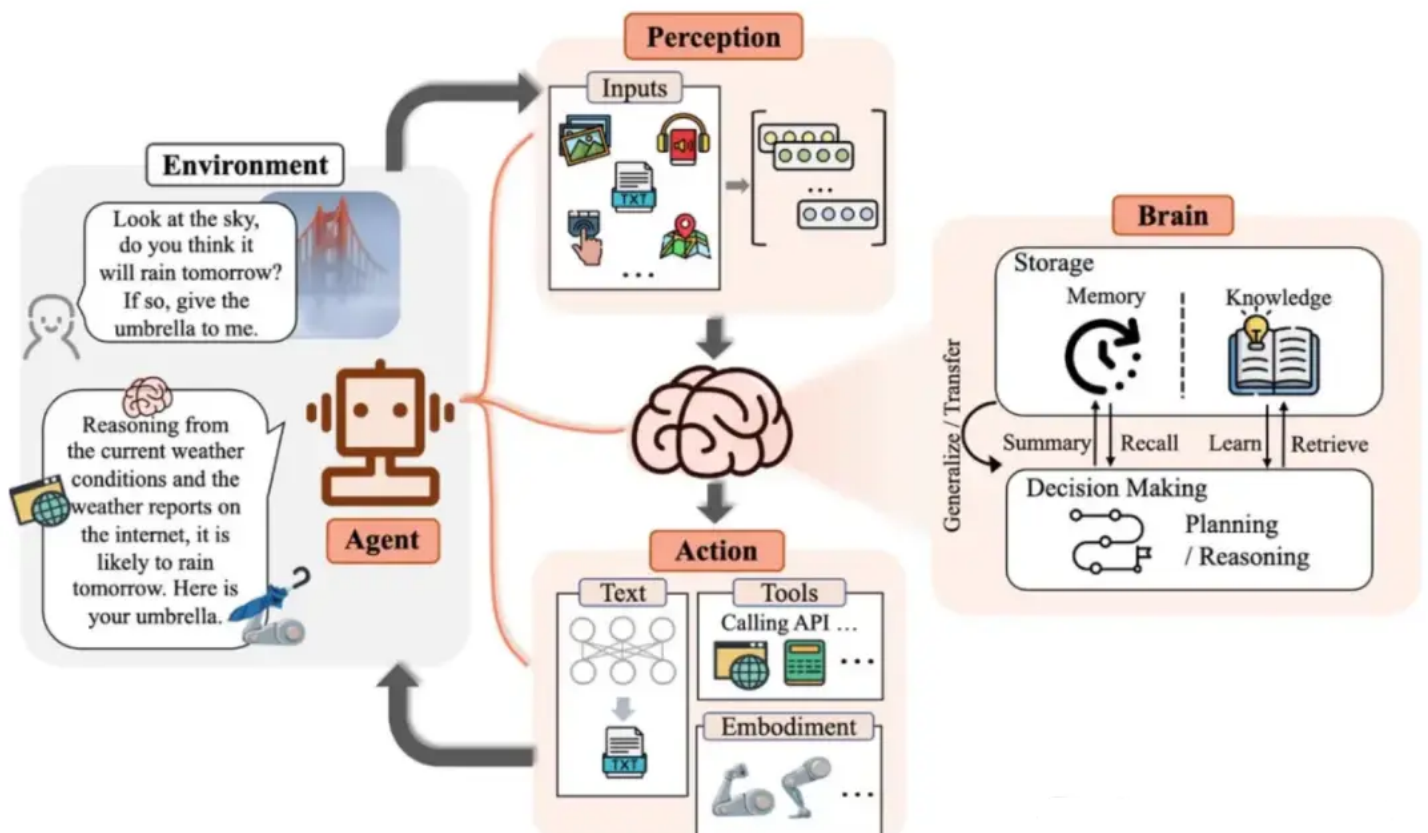 Perception
Inputs
TXT
...
...
Environment
Look at the sky,
do you think it
will rain tomorrow?
If so, give the
umbrella to me.
Reasoning from
the current weather
conditions and the
weather reports on
the internet, it is
likely to rain
tomorrow. Here is
your umbrella.
Agent
Action
Text
TXT
Tools
Calling API ...
...
Embodiment
...
Brain
Storage
Memory
Knowledge
Generalize / Transfer
Summary
Recall
Learn
Retrieve
Decision Making
Planning
/ Reasoning